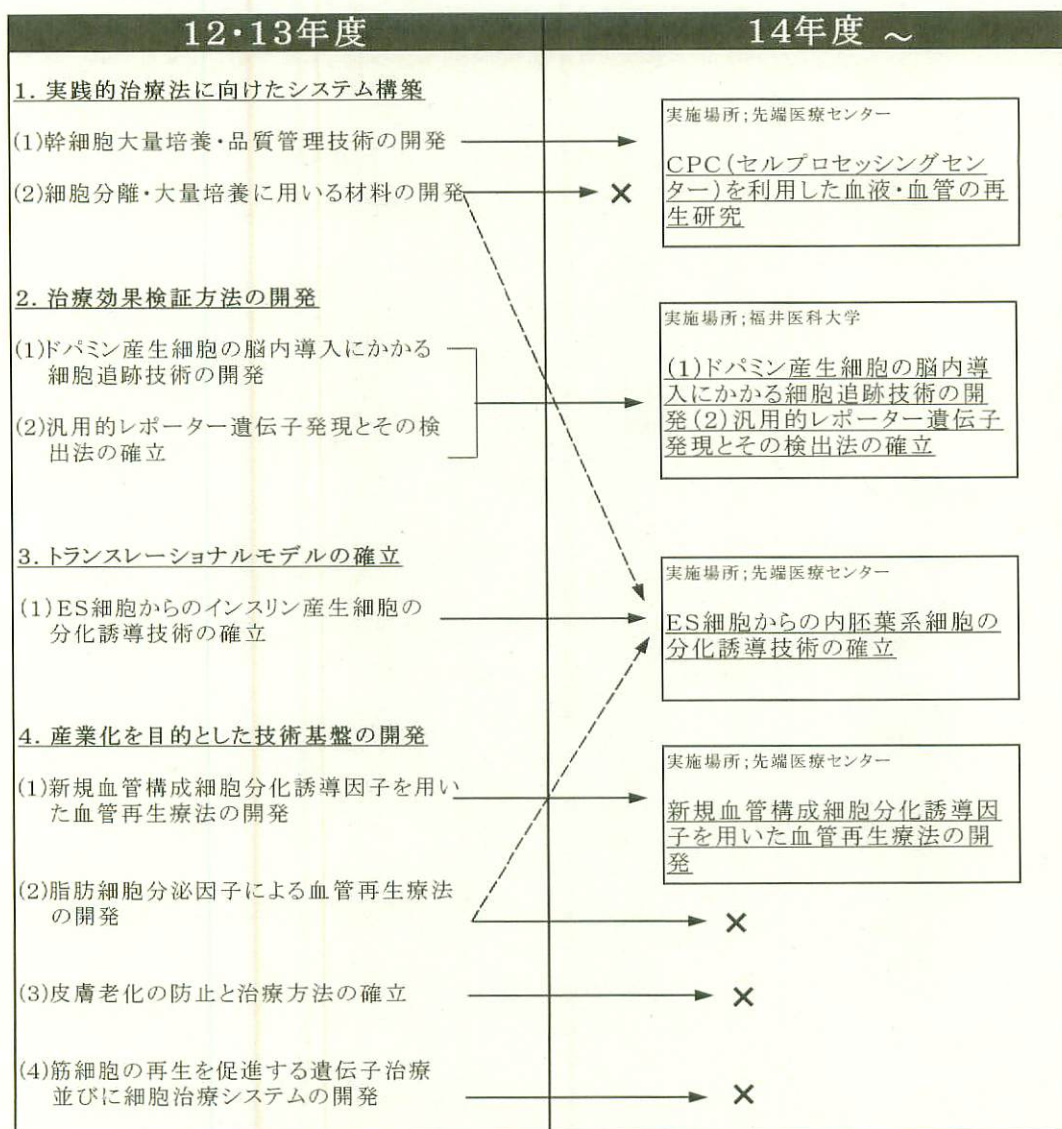 12・13年度
14年度 ~
1. 実践的治療法に向けたシステム構築
(1)幹細胞大量培養・品質管理技術の開発
(2)細胞分離・大量培養に用いる材料の開発
×
実施場所;先端医療センター
CPC(セルプロセッシングセン
ター)を利用した血液・血管の再
生研究
2. 治療効果検証方法の開発
(1)ドパミン産生細胞の脳内導入にかかる
細胞追跡技術の開発
(2)汎用的レポーター遺伝子発現とその検
出法の確立
実施場所;福井医科大学
(1)ドパミン産生細胞の脳内導
入にかかる細胞追跡技術の開
発(2)汎用的レポーター遺伝子
発現とその検出法の確立
3. トランスレーショナルモデルの確立
(1)ES細胞からのインスリン産生細胞の
分化誘導技術の確立
実施場所;先端医療センター
ES細胞からの内胚葉系細胞の
分化誘導技術の確立
4. 産業化を目的とした技術基盤の開発
(1)新規血管構成細胞分化誘導因子を用い
た血管再生療法の開発
実施場所;先端医療センター
新規血管構成細胞分化誘導因
子を用いた血管再生療法の開
発
(2)脂肪細胞分泌因子による血管再生療法
の開発
×
(3)皮膚老化の防止と治療方法の確立
×
(4)筋細胞の再生を促進する遺伝子治療
並びに細胞治療システムの開発
×